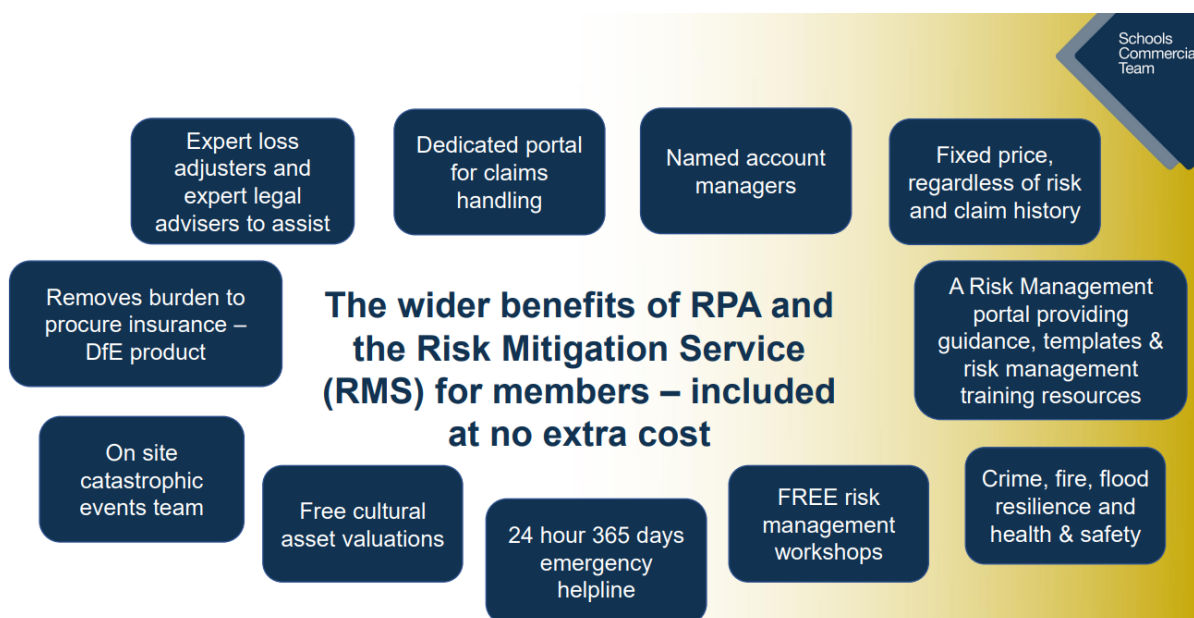 Schools
Commercial
Team
Expert loss
adjusters and
expert legal
advisers to assist
Dedicated portal
for claims
handling
Named account
managers
Fixed price,
regardless of risk
and claim history
Removes burden to
procure insurance –
DfE product
The wider benefits of RPA and
the Risk Mitigation Service
(RMS) for members – included
at no extra cost
A Risk Management
portal providing
guidance, templates &
risk management
training resources
On site
catastrophic
events team
Free cultural
asset valuations
24 hour 365 days
emergency
helpline
FREE risk
management
workshops
Crime, fire, flood
resilience and
health & safety